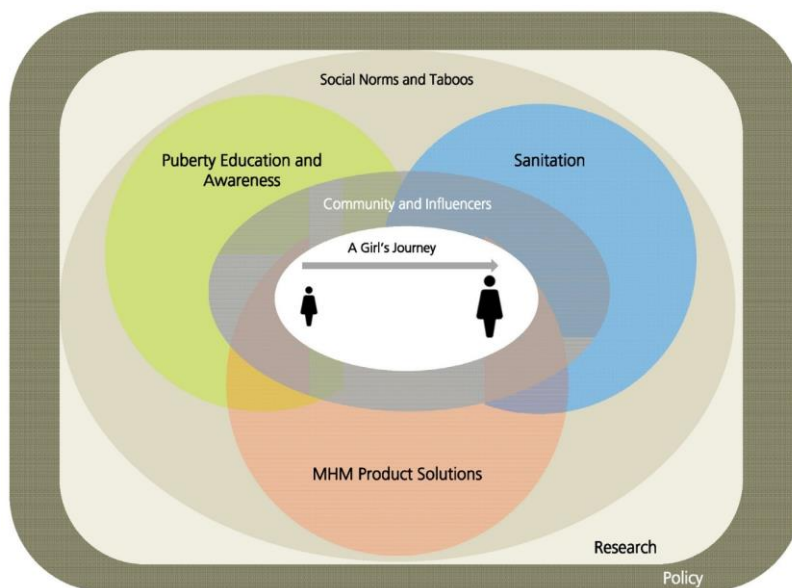 Social Norms and Taboos
Puberty Education and
Awareness
Sanitation
Community and Influencers
A Girl's Journey
MHM Product Solutions
Research
Policy